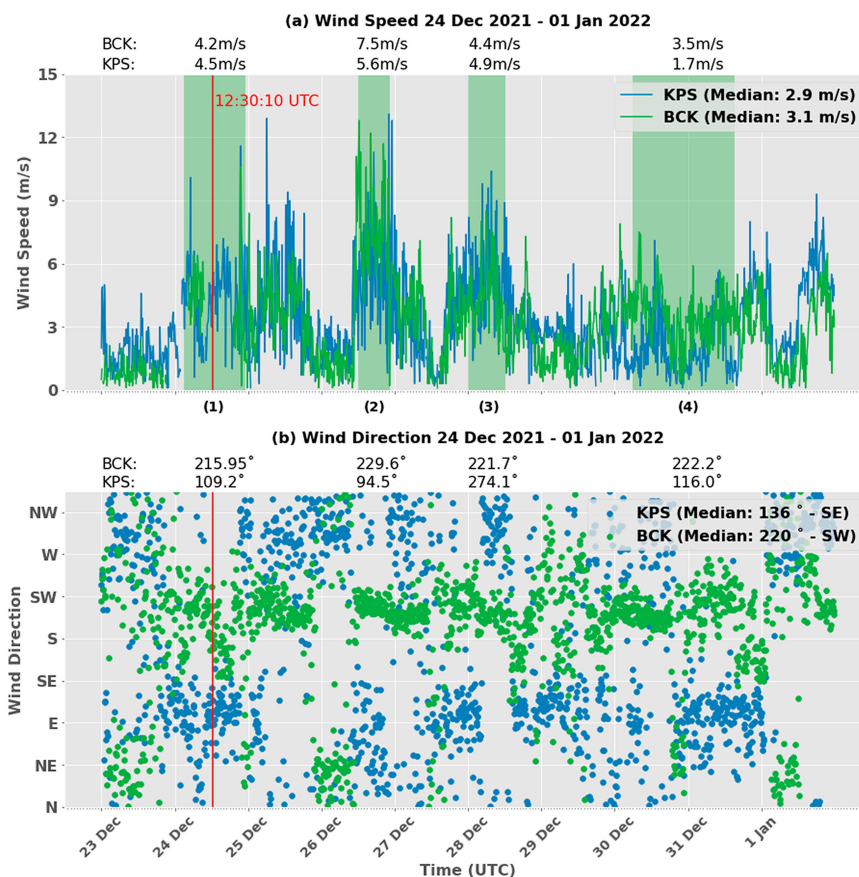 (a) Wind Speed 24 Dec 2021 - 01 Jan 2022
BCK: 4.2m/s 7.5m/s 4.4m/s 3.5m/s
KPS: 4.5m/s 5.6m/s 4.9m/s 1.7m/s
15
12:30:10 UTC
KPS (Median: 2.9 m/s)
BCK (Median: 3.1 m/s)
12
9
6
3
0
Wind Speed (m/s)
(1) (2) (3) (4)
(b) Wind Direction 24 Dec 2021 - 01 Jan 2022
BCK: 215.95˚ 229.6˚ 221.7˚ 222.2˚
KPS: 109.2˚ 94.5˚ 274.1˚ 116.0˚
KPS (Median: 136 ˚ - SE)
BCK (Median: 220 ˚ - SW)
NW
W
SW
S
SE
E
NE
N
Wind Direction
23 Dec 24 Dec 25 Dec 26 Dec 27 Dec 28 Dec 29 Dec 30 Dec 31 Dec 1 Jan
Time (UTC)